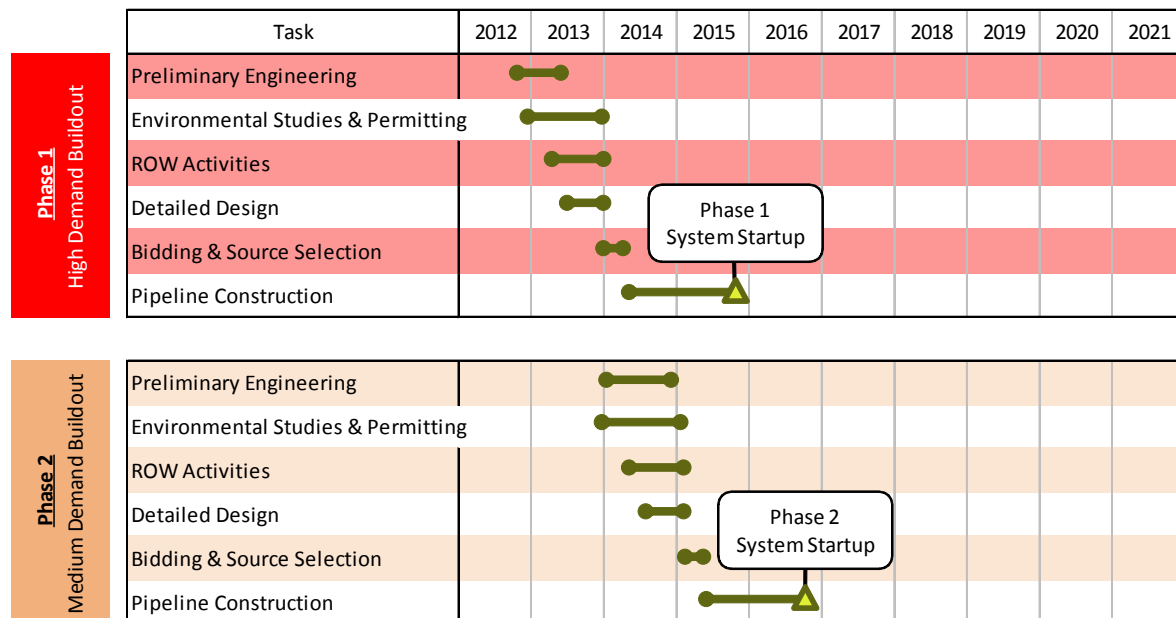 Task 2012 2013 2014 2015 2016 2017 2018 2019 2020 2021
Phase 1
High Demand Buildout
Preliminary Engineering
Environmental Studies & Permitting
ROW Activities
Detailed Design
Bidding & Source Selection
Pipeline Construction
Phase 1
System Startup
Phase 2
Medium Demand Buildout
Preliminary Engineering
Environmental Studies & Permitting
ROW Activities
Detailed Design
Bidding & Source Selection
Pipeline Construction
Phase 2
System Startup